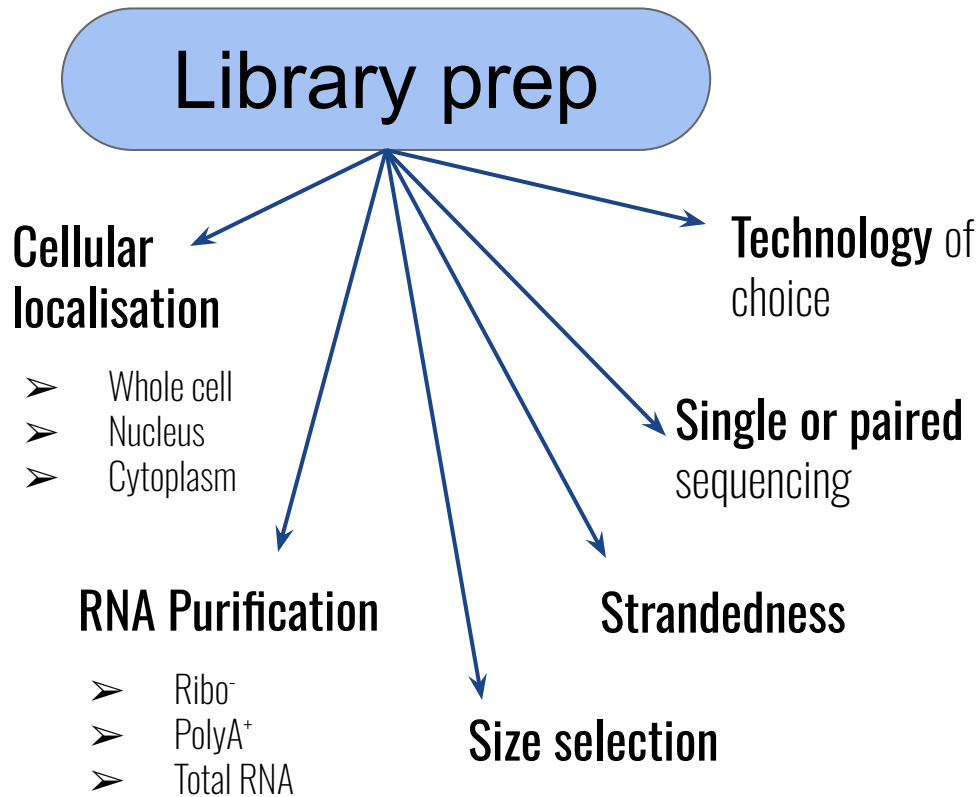 Library prep
Cellular
localisation
➢ Whole cell
➢ Nucleus
➢ Cytoplasm
RNA Purification
➢ Ribo⁻
➢ PolyA⁺
➢ Total RNA
Size selection
Strandedness
Single or paired
sequencing
Technology of
choice